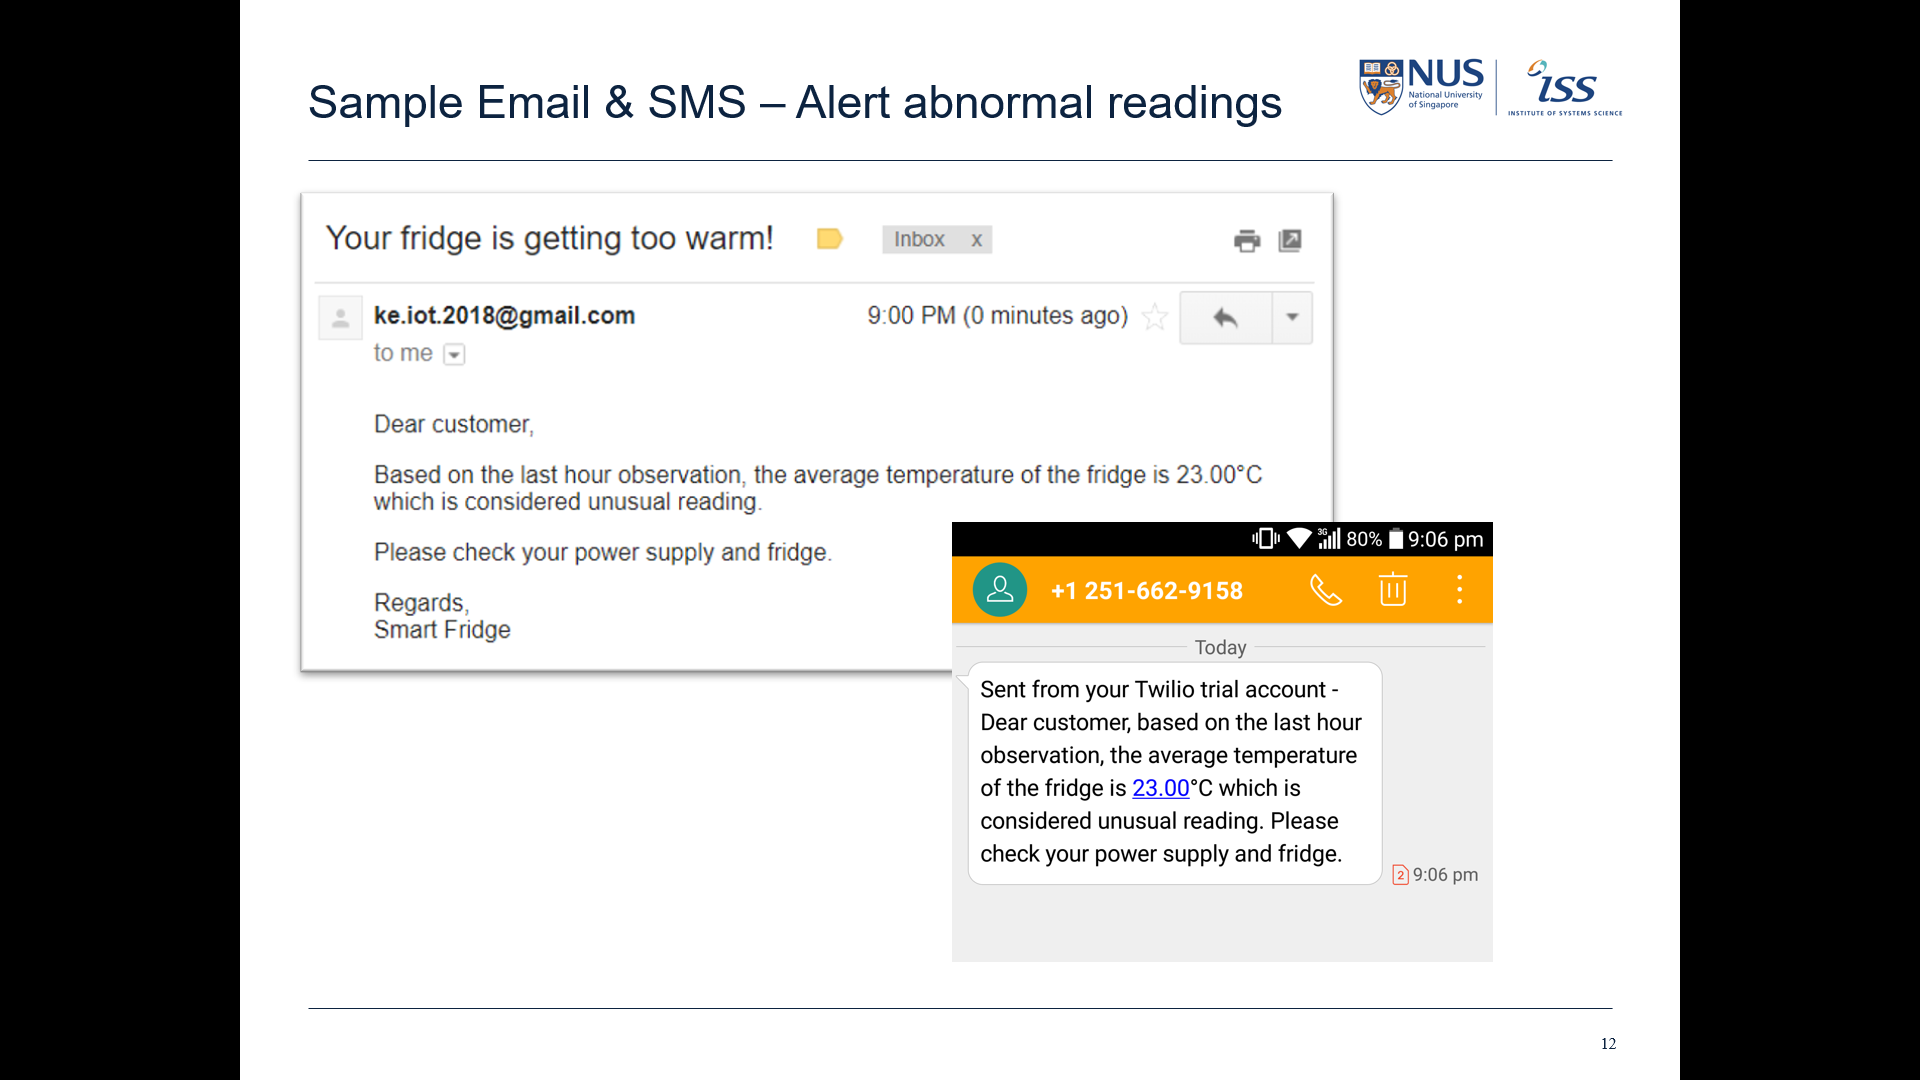 Sample Email & SMS – Alert abnormal readings
NUS
National University
of Singapore
ISS
INSTITUTE OF SYSTEMS SCIENCE
Your fridge is getting too warm!
Inbox x
ke.iot.2018@gmail.com
9:00 PM (0 minutes ago)
to me
Dear customer,
Based on the last hour observation, the average temperature of the fridge is 23.00°C
which is considered unusual reading.
Please check your power supply and fridge.
Regards,
Smart Fridge
3G 80% 9:06 pm
+1 251-662-9158
Today
Sent from your Twilio trial account -
Dear customer, based on the last hour
observation, the average temperature
of the fridge is 23.00°C which is
considered unusual reading. Please
check your power supply and fridge.
2 9:06 pm
12